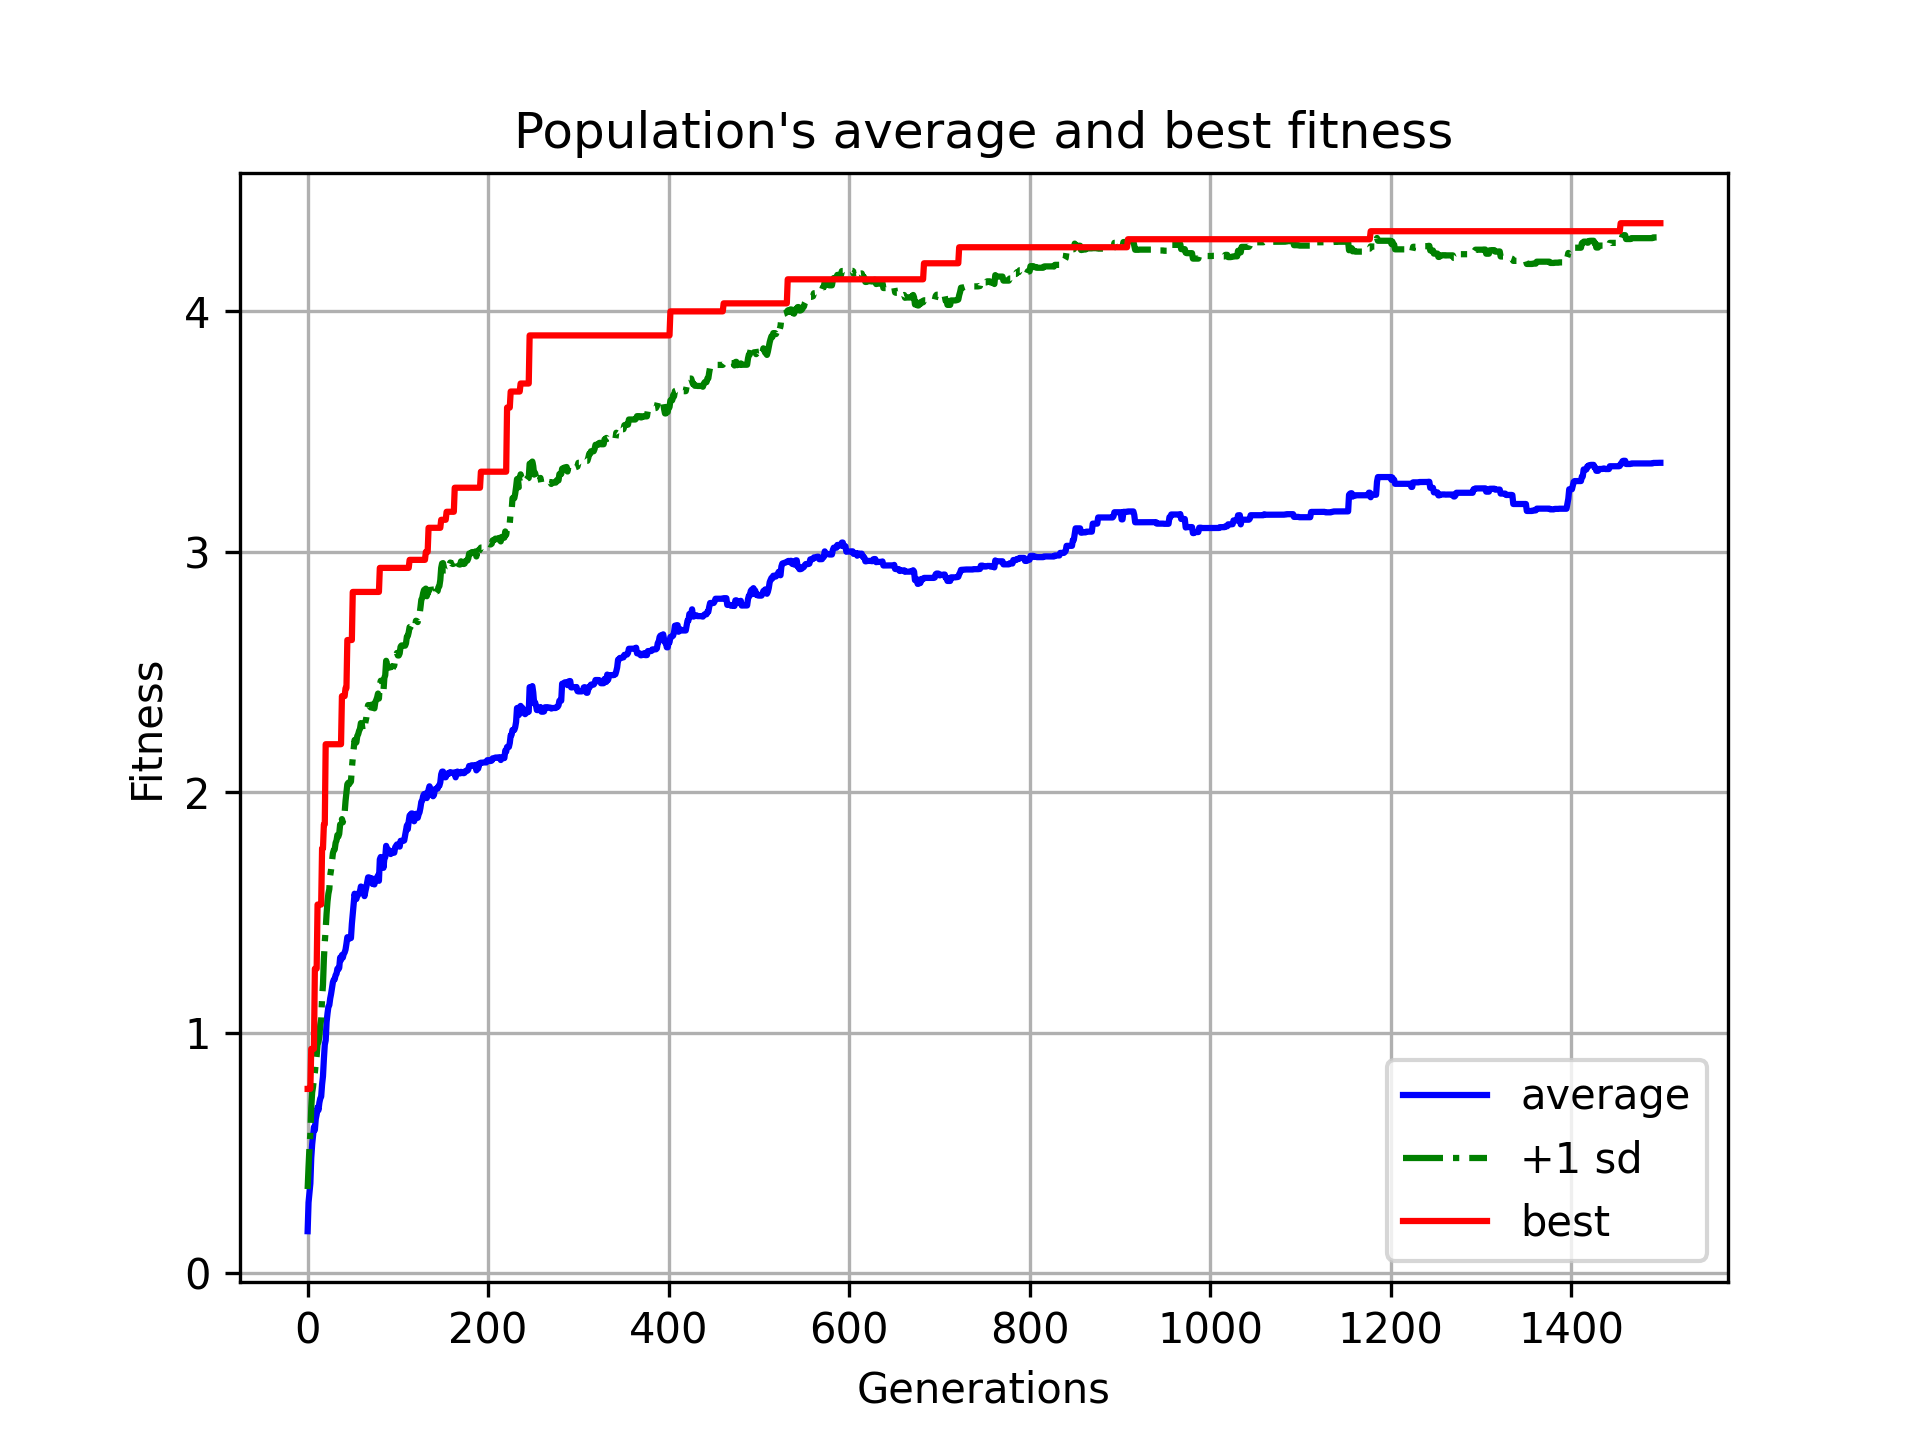 Population's average and best fitness
Fitness
4
3
2
1
0
0 200 400 600 800 1000 1200 1400
Generations
average
+1 sd
best